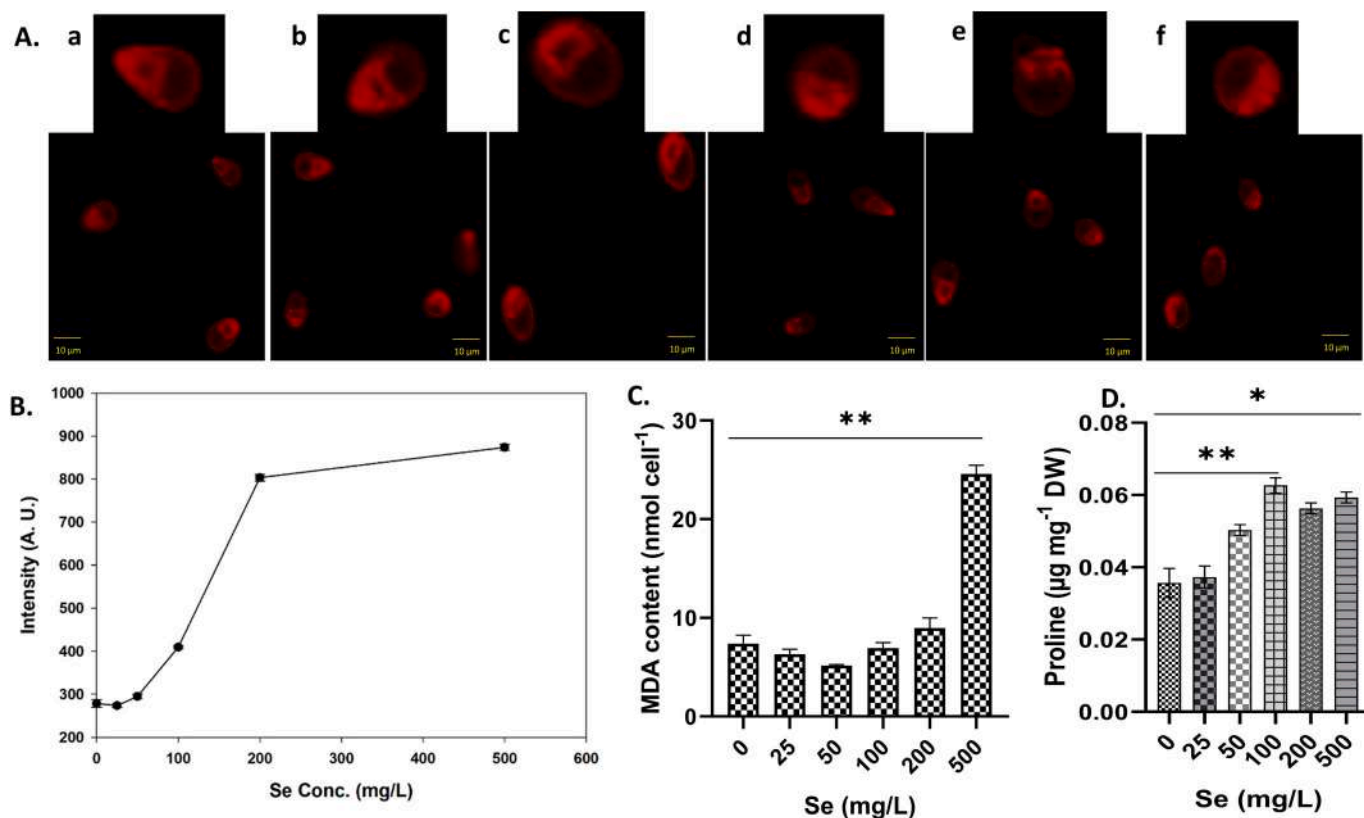 A.
a
b
c
d
e
f
10 µm
10 µm
10 µm
10 µm
10 µm
10 µm
B.
1000
900
800
700
600
500
400
300
200
Intensity (A. U.)
0 100 200 300 400 500 600
Se Conc. (mg/L)
C.
30
20
10
0
MDA content (nmol cell⁻¹)
**
0 25 50 100 200 500
Se (mg/L)
D.
0.08
0.06
0.04
0.02
0.00
Proline (µg mg⁻¹ DW)
*
**
0 25 50 100 200 500
Se (mg/L)